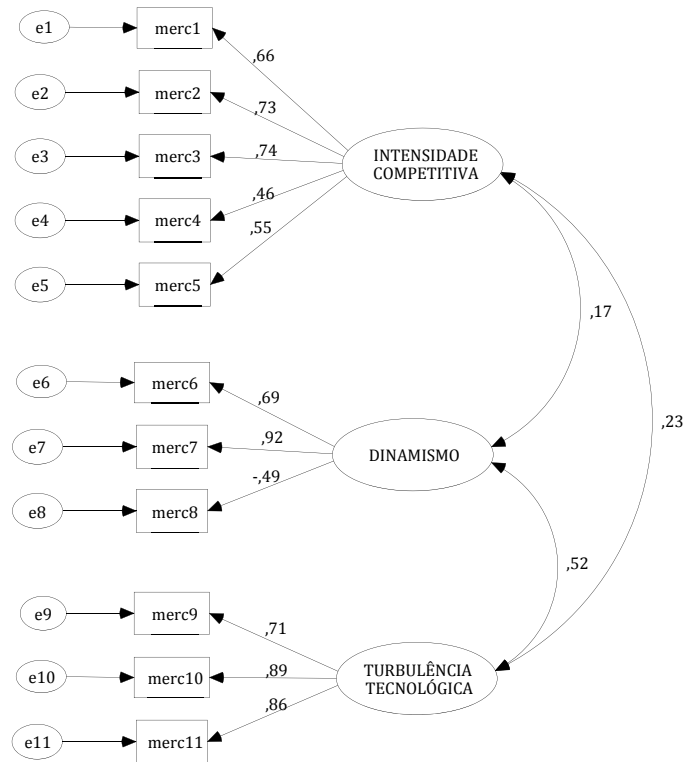 e1
merc1
,66
e2
merc2
,73
e3
merc3
,74
INTENSIDADE
COMPETITIVA
e4
merc4
,46
e5
merc5
,55
,17
,23
e6
merc6
,69
e7
merc7
,92
DINAMISMO
e8
merc8
-,49
,52
e9
merc9
,71
e10
merc10
,89
TURBULÊNCIA
TECNOLÓGICA
e11
merc11
,86